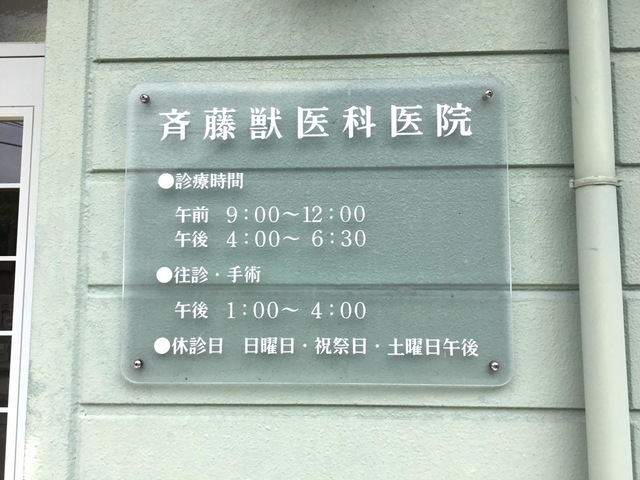 斉藤獣医科医院
●診療時間
午前 9:00〜12:00
午後 4:00〜 6:30
●往診・手術
午後 1:00〜 4:00
●休診日 日曜日・祝祭日・土曜日午後